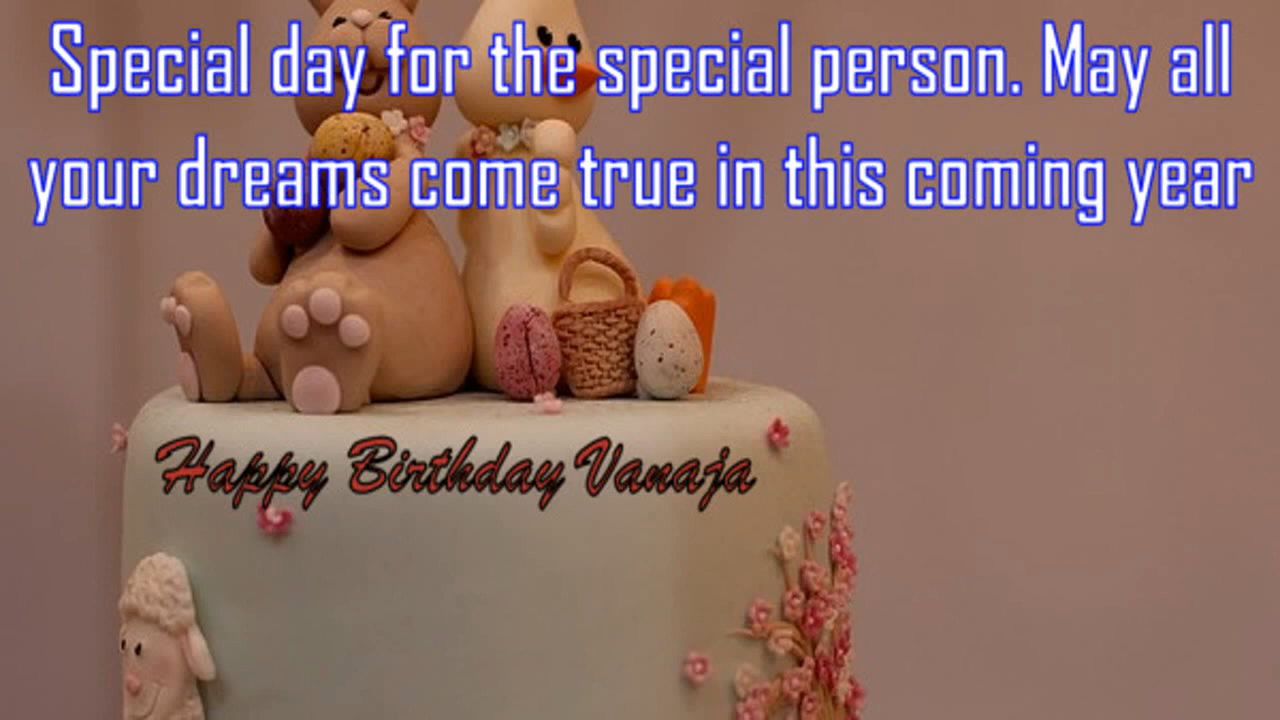 Special day for the special person. May all
your dreams come true in this coming year
Happy Birthday Vanaja